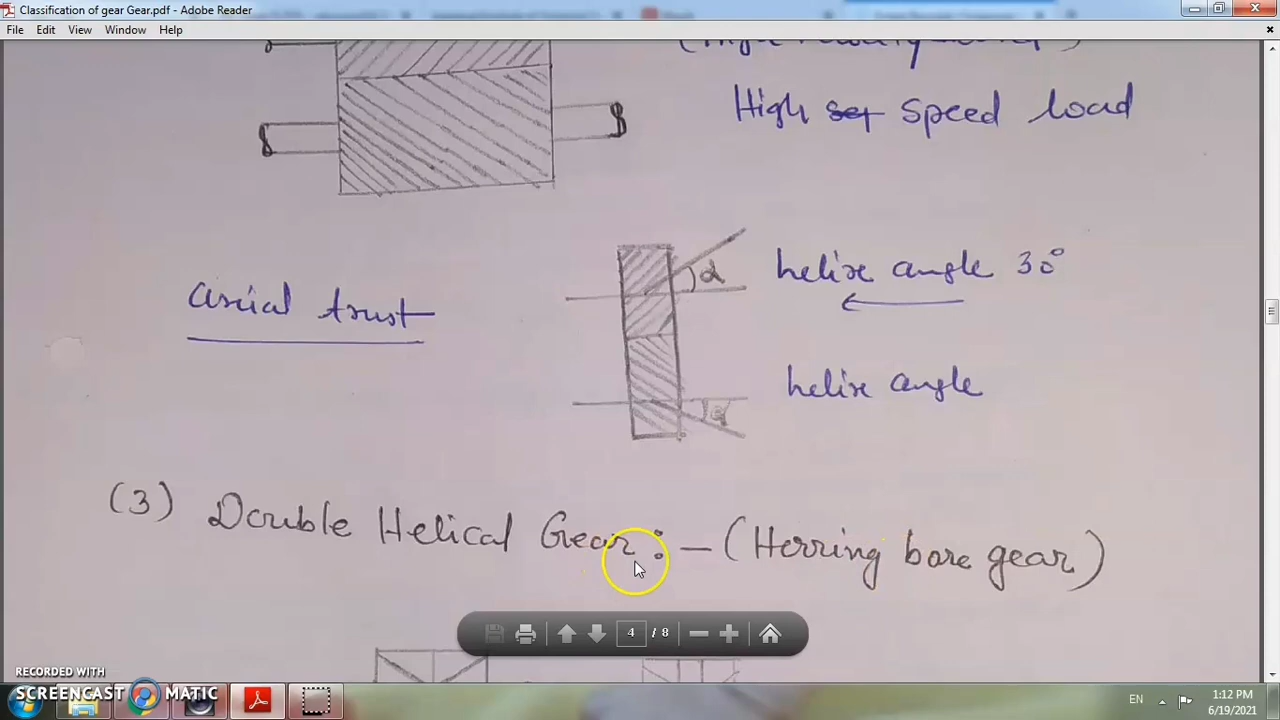 Classification of gear Gear.pdf - Adobe Reader
File Edit View Window Help
High speed load
helix angle 30°
α
axial trust
helix angle
α
(3) Double Helical Gear :- (Herring bone gear)
4 / 8
RECORDED WITH
SCREENCAST MATIC
EN
1:12 PM
6/19/2021